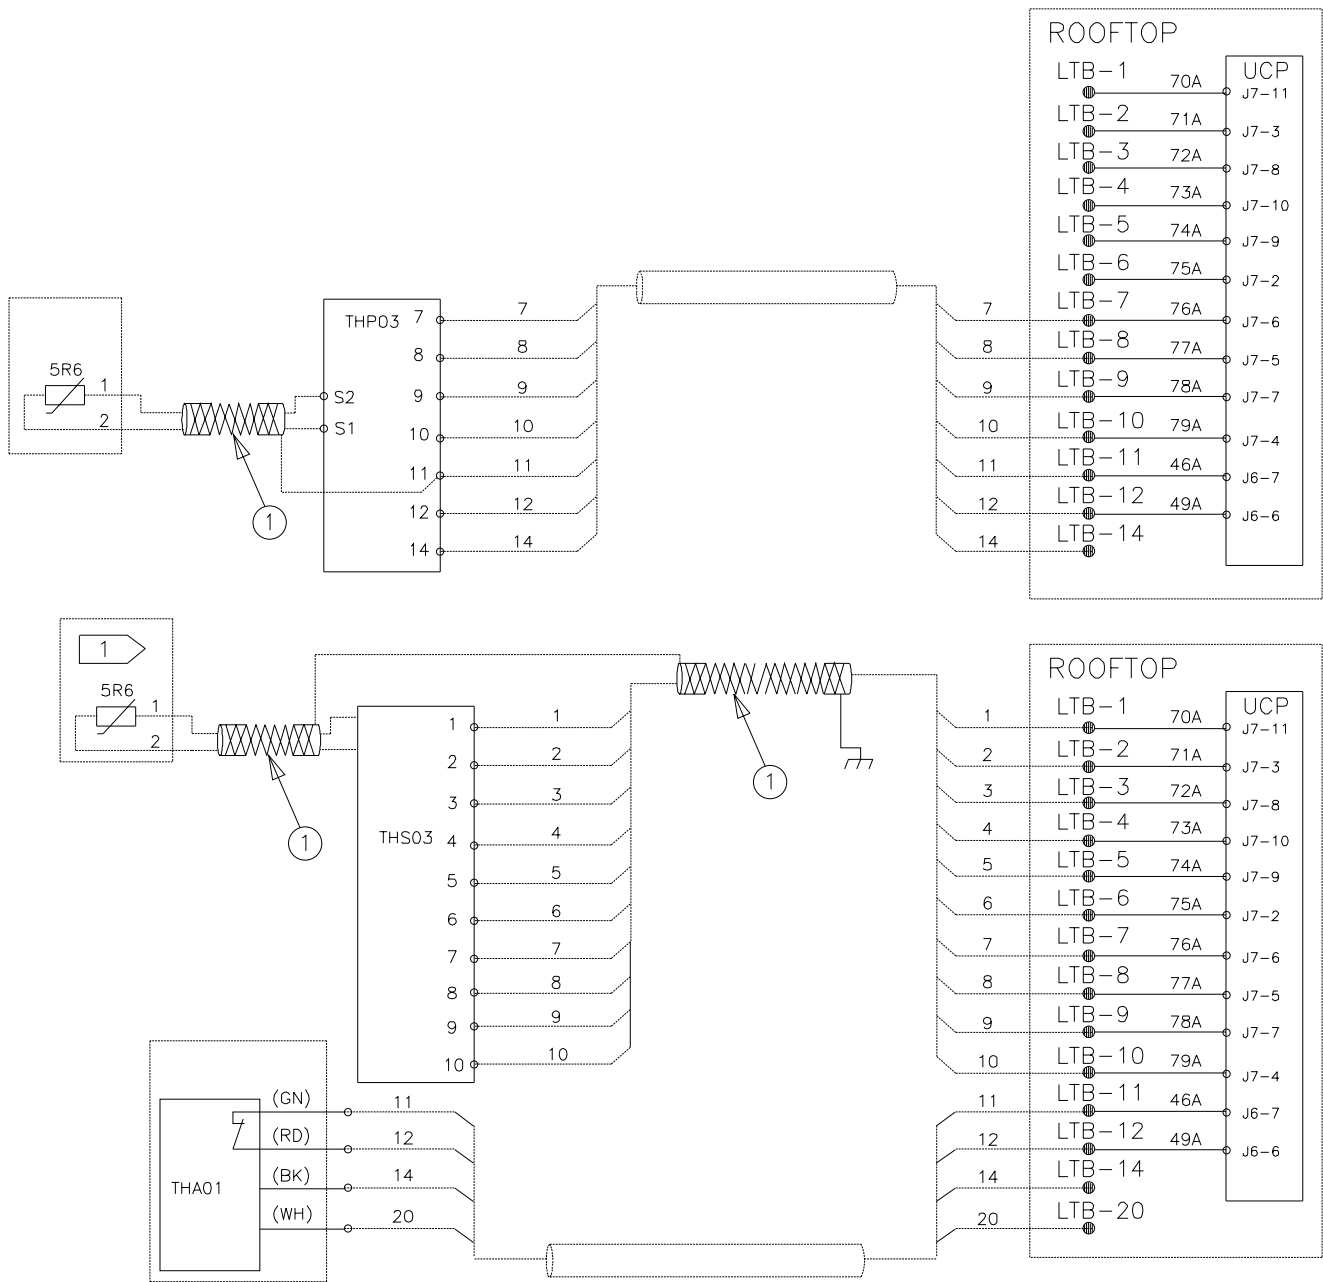 ROOFTOP
LTB-1 70A UCP J7-11
LTB-2 71A J7-3
LTB-3 72A J7-8
LTB-4 73A J7-10
LTB-5 74A J7-9
LTB-6 75A J7-2
THP03 7 7 7 LTB-7 76A J7-6
8 8 8 LTB-8 77A J7-5
5R6 1 S2 9 9 9 LTB-9 78A J7-7
2 S1 10 10 10 LTB-10 79A J7-4
11 11 11 LTB-11 46A J6-7
1 12 12 12 LTB-12 49A J6-6
14 14 14 LTB-14
1
ROOFTOP
5R6 1 1 1 1 LTB-1 70A UCP J7-11
2 2 2 2 LTB-2 71A J7-3
1 3 3 3 LTB-3 72A J7-8
1 THS03 4 4 4 LTB-4 73A J7-10
5 5 5 LTB-5 74A J7-9
6 6 6 LTB-6 75A J7-2
7 7 7 LTB-7 76A J7-6
8 8 8 LTB-8 77A J7-5
9 9 9 LTB-9 78A J7-7
10 10 10 LTB-10 79A J7-4
(GN) 11 11 LTB-11 46A J6-7
(RD) 12 12 LTB-12 49A J6-6
THA01 (BK) 14 14 LTB-14
(WH) 20 20 LTB-20